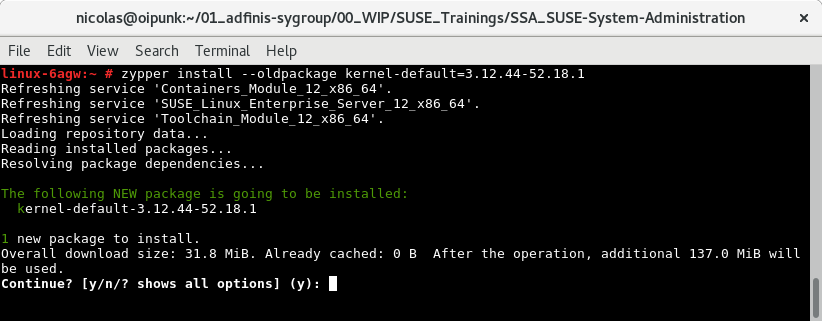 nicolas@oipunk:~/01_adfinis-sygroup/00_WIP/SUSE_Trainings/SSA_SUSE-System-Administration ×
File Edit View Search Terminal Help
linux-6agw:~ # zypper install --oldpackage kernel-default=3.12.44-52.18.1
Refreshing service 'Containers_Module_12_x86_64'.
Refreshing service 'SUSE_Linux_Enterprise_Server_12_x86_64'.
Refreshing service 'Toolchain_Module_12_x86_64'.
Loading repository data...
Reading installed packages...
Resolving package dependencies...
The following NEW package is going to be installed:
kernel-default-3.12.44-52.18.1
1 new package to install.
Overall download size: 31.8 MiB. Already cached: 0 B  After the operation, additional 137.0 MiB will
be used.
Continue? [y/n/? shows all options] (y):